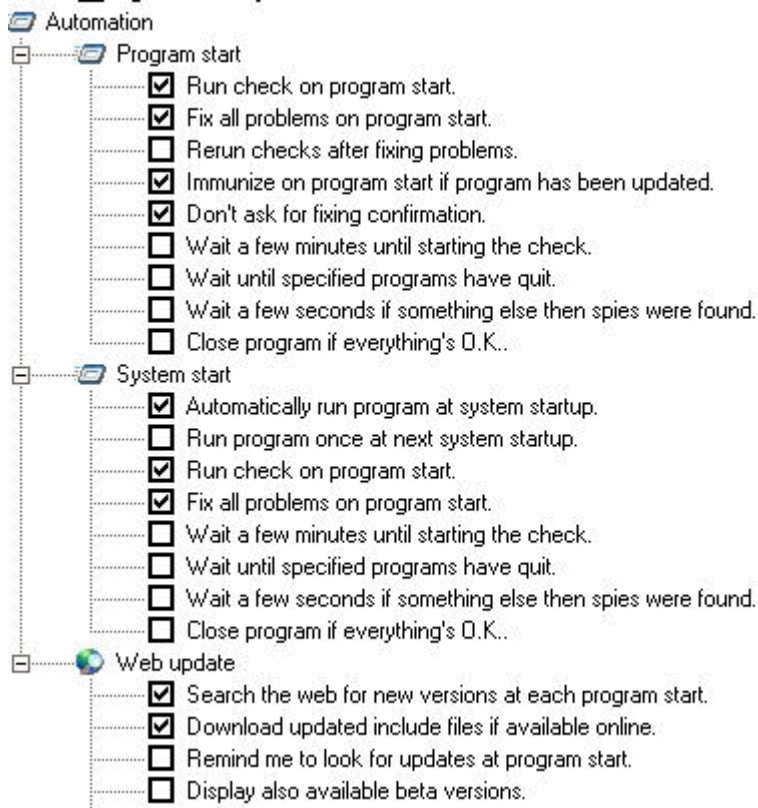 Automation
Program start
Run check on program start.
Fix all problems on program start.
Rerun checks after fixing problems.
Immunize on program start if program has been updated.
Don't ask for fixing confirmation.
Wait a few minutes until starting the check.
Wait until specified programs have quit.
Wait a few seconds if something else then spies were found.
Close program if everything's O.K..
System start
Automatically run program at system startup.
Run program once at next system startup.
Run check on program start.
Fix all problems on program start.
Wait a few minutes until starting the check.
Wait until specified programs have quit.
Wait a few seconds if something else then spies were found.
Close program if everything's O.K..
Web update
Search the web for new versions at each program start.
Download updated include files if available online.
Remind me to look for updates at program start.
Display also available beta versions.